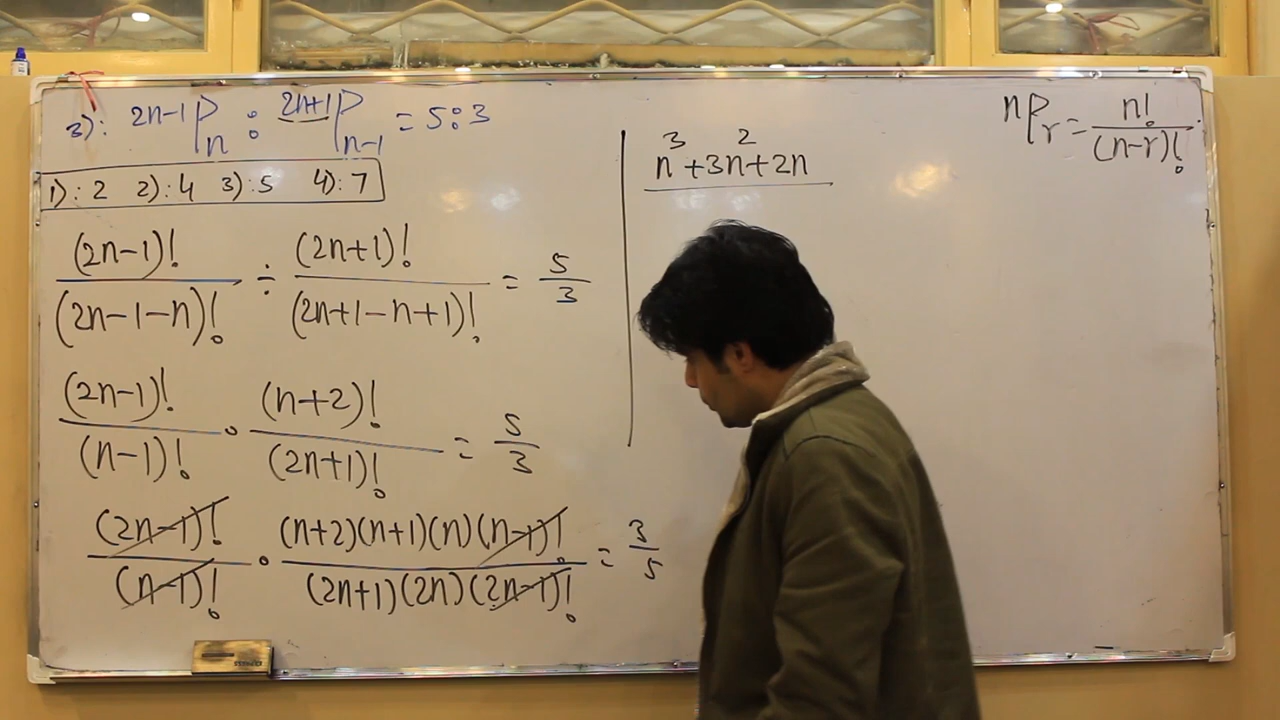 3): 2n-1Pn : 2n+1Pn-1 = 5:3
1): 2 2): 4 3): 5 4): 7
(2n-1)!/(2n-1-n)! ÷ (2n+1)!/(2n+1-n+1)! = 5/3
(2n-1)!/(n-1)! · (n+2)!/(2n+1)! = 5/3
(2n-1)!/(n-1)! · (n+2)(n+1)(n)(n-1)!/(2n+1)(2n)(2n-1)! = 3/5
n³+3n²+2n
nPr = n!/(n-r)!